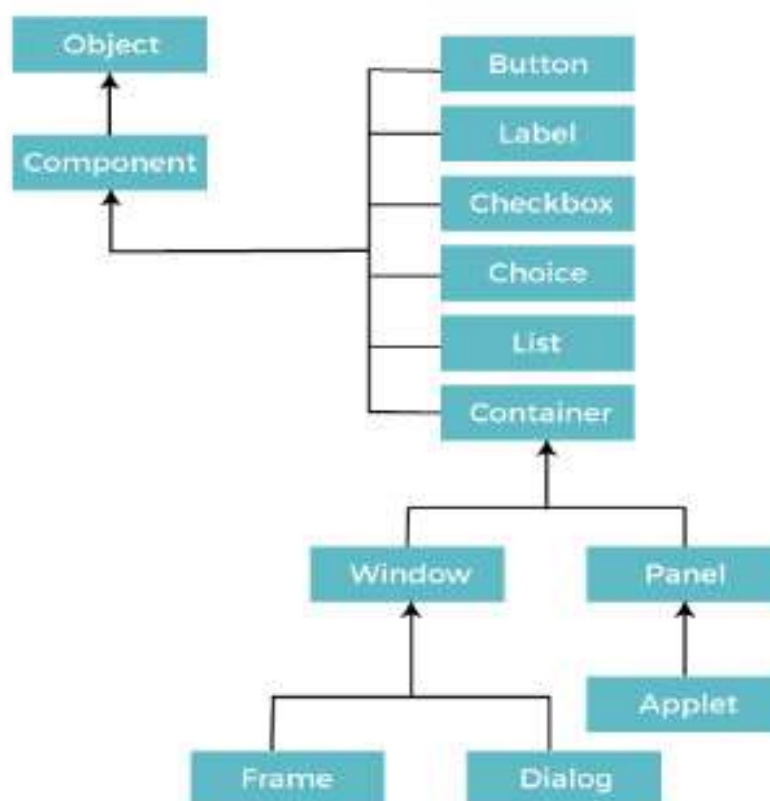 Object
Component
Button
Label
Checkbox
Choice
List
Container
Window
Panel
Applet
Frame
Dialog